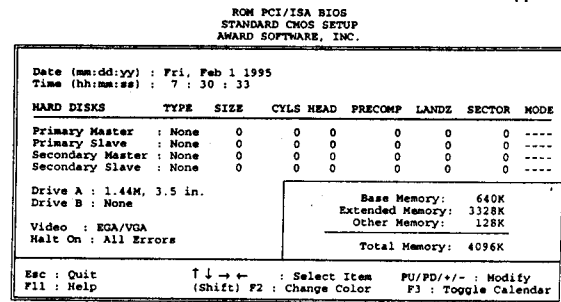 ROM PCI/ISA BIOS
STANDARD CMOS SETUP
AWARD SOFTWARE, INC.
Date (mm:dd:yy) : Fri, Feb 1 1995
Time (hh:mm:ss) : 7 : 30 : 33
HARD DISKS TYPE SIZE CYLS HEAD PRECOMP LANDZ SECTOR MODE
Primary Master : None 0 0 0 0 0 0 ----
Primary Slave : None 0 0 0 0 0 0 ----
Secondary Master : None 0 0 0 0 0 0 ----
Secondary Slave : None 0 0 0 0 0 0 ----
Drive A : 1.44M, 3.5 in.
Drive B : None
Video : EGA/VGA
Halt On : All Errors
Base Memory: 640K
Extended Memory: 3328K
Other Memory: 128K
Total Memory: 4096K
Esc : Quit ↑ ↓ → ← : Select Item PU/PD/+/- : Modify
F11 : Help (Shift) F2 : Change Color F3 : Toggle Calendar